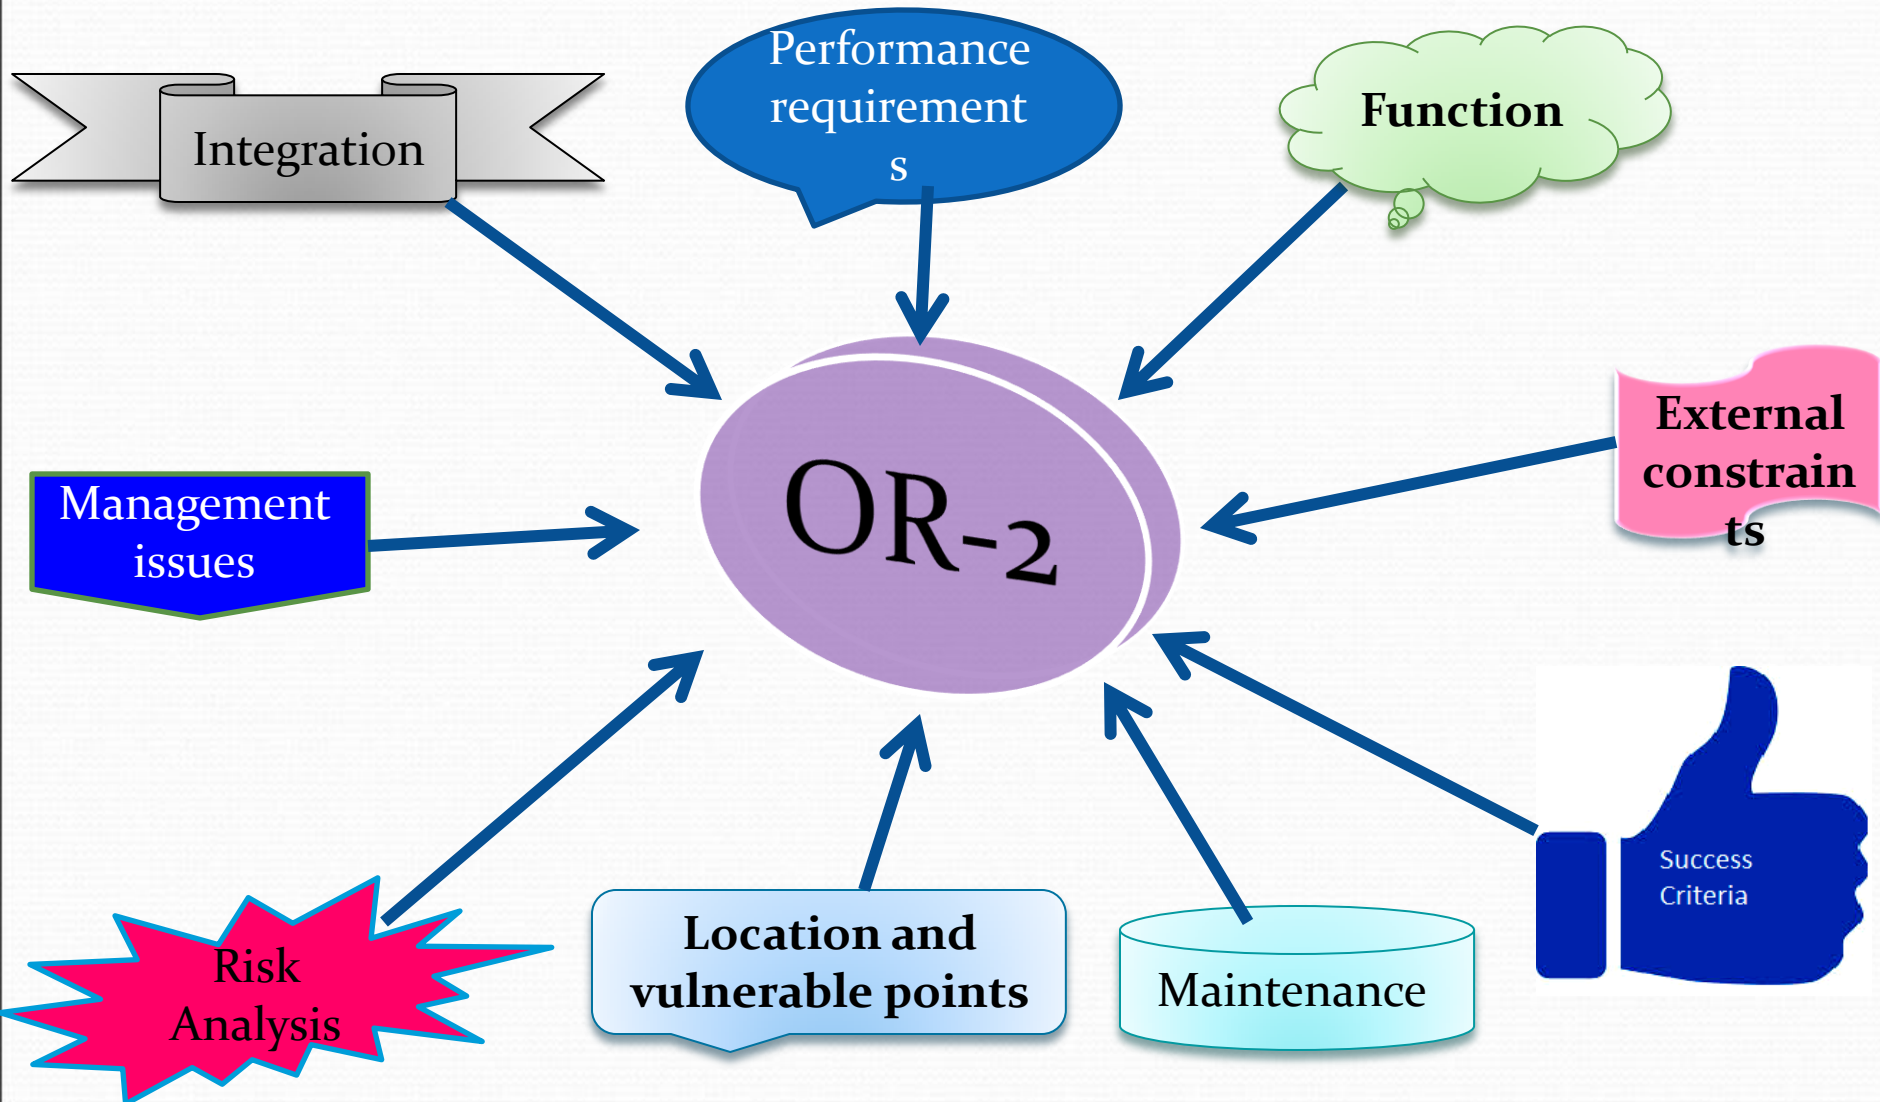 Integration
Performance
requirement
s
Function
External
constrain
ts
Management
issues
OR-2
Success
Criteria
Risk
Analysis
Location and
vulnerable points
Maintenance